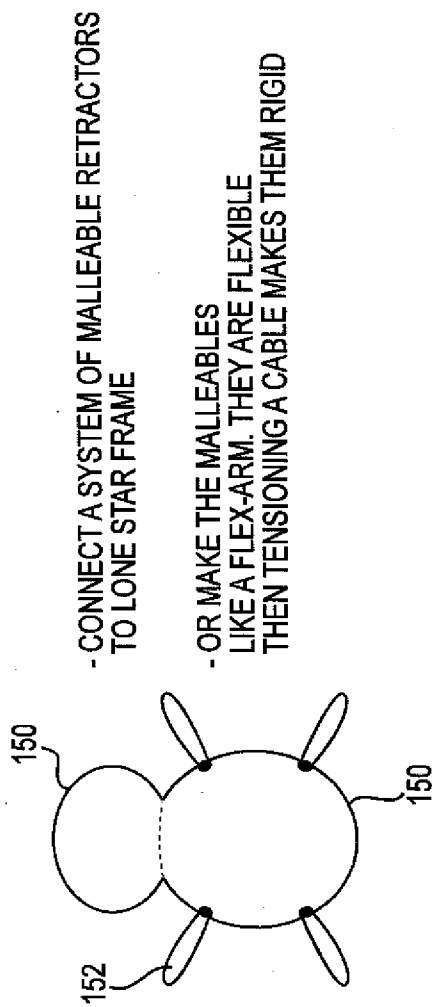 - CONNECT A SYSTEM OF MALLEABLE RETRACTORS
TO LONE STAR FRAME
- OR MAKE THE MALLEABLES
LIKE A FLEX-ARM. THEY ARE FLEXIBLE
THEN TENSIONING A CABLE MAKES THEM RIGID
150
152
150